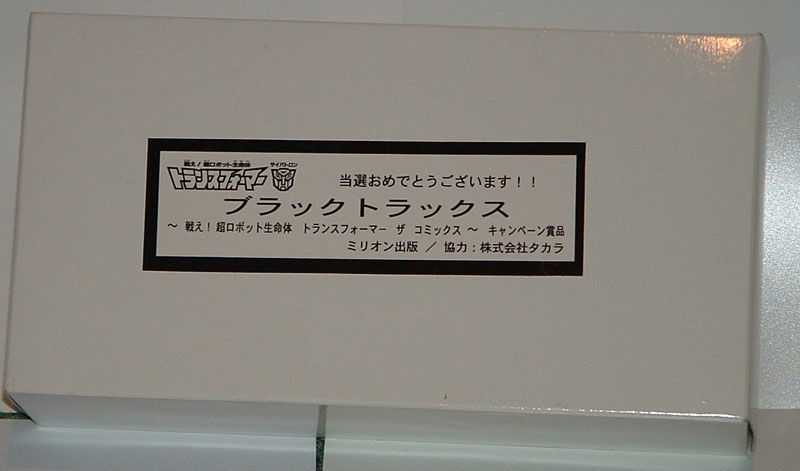 戦え!超ロボット生命体
トランスフォーマー
サイバトロン
当選おめでとうございます!!
ブラックトラックス
~ 戦え!超ロボット生命体 トランスフォーマー ザ コミックス ~ キャンペーン賞品
ミリオン出版 / 協力:株式会社タカラ